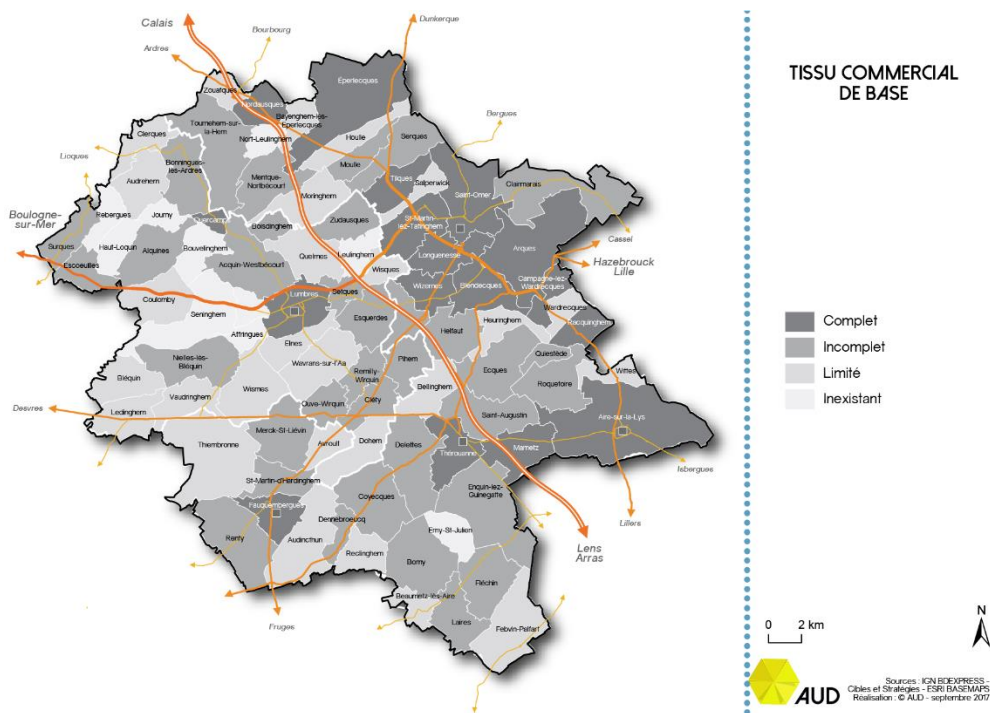 Calais
Dunkerque
Bourbourg
Ardres
Zouafques
Nordausques
Éperlecques
Bayenghem-lès-
Eperlecques
Tournehem-sur-
la-Hem
Nort-Leulinghem
Houlle
Serques
Bergues
Clerques
Licques
Bonningues-
lès-Ardres
Moulle
Mentque-
Nortbécourt
Tilques
Salperwick
Saint-Omer
Clairmarais
Audrehem
Moringhem
Rebergues
Journy
Quercamps
Boisdinghem
Zudausques
St-Martin-
lez-Tatinghem
Boulogne-
sur-Mer
Surques
Haut-Loquin
Alquines
Bouvelinghem
Leulinghem
Longuenesse
Arques
Cassel
Hazebrouck
Lille
Escoeuilles
Acquin-Westbécourt
Quelmes
Wisques
Wizernes
Blendecques
Campagne-lez-
Wardrecques
Coulomby
Lumbres
Setques
Wardrecques
Racquinghem
Seninghem
Esquerdes
Helfaut
Heuringhem
Affringues
Elnes
Quiestède
Nielles-lès-
Bléquin
Wavrans-sur-l'Aa
Pihem
Wittes
Bléquin
Remilly-
Wirquin
Bellinghem
Ecques
Roquetoire
Vaudringhem
Wismes
Cléty
Desvres
Ledinghem
Ouve-Wirquin
Saint-Augustin
Aire-sur-la-Lys
Merck-St-Liévin
Thiembronne
Avroult
Dohem
Delettes
Thérouanne
Mametz
Isbergues
St-Martin-d'Hardinghem
Enquin-lez-
Guinegatte
Coyecques
Fauquembergues
Dennebroeucq
Lillers
Renty
Audincthun
Erny-St-Julien
Lens
Arras
Reclinghem
Bomy
Fléchin
Beaumetz-lès-Aire
Laires
Febvin-Palfart
Fruges
TISSU COMMERCIAL
DE BASE
Complet
Incomplet
Limité
Inexistant
0 2 km
N
AUD
Sources : IGN BDEXPRESS -
Cibles et Stratégies - ESRI BASEMAPS
Réalisation : © AUD - septembre 2017